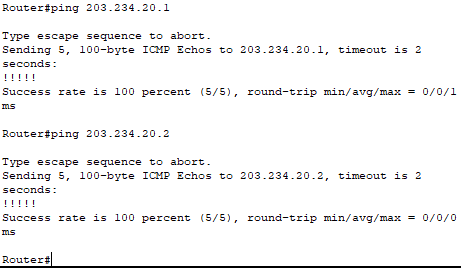 Router#ping 203.234.20.1
Type escape sequence to abort.
Sending 5, 100-byte ICMP Echos to 203.234.20.1, timeout is 2
seconds:
!!!!!
Success rate is 100 percent (5/5), round-trip min/avg/max = 0/0/1
ms
Router#ping 203.234.20.2
Type escape sequence to abort.
Sending 5, 100-byte ICMP Echos to 203.234.20.2, timeout is 2
seconds:
!!!!!
Success rate is 100 percent (5/5), round-trip min/avg/max = 0/0/0
ms
Router#